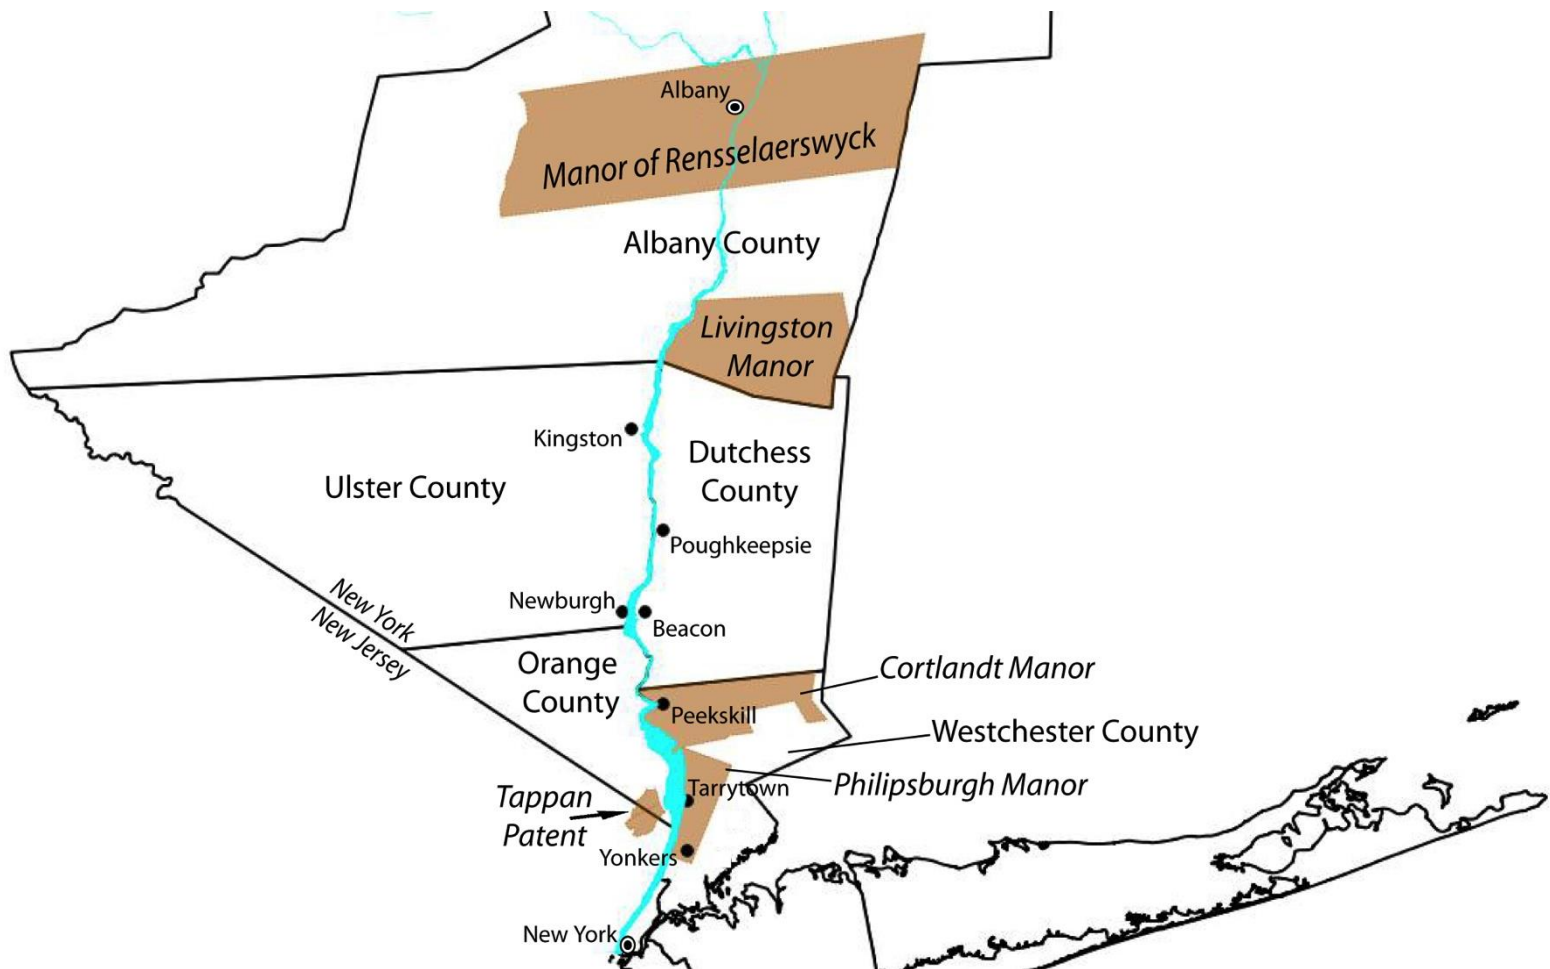 Albany
Manor of Rensselaerswyck
Albany County
Livingston
Manor
Kingston
Dutchess
County
Ulster County
Poughkeepsie
New York
New Jersey
Newburgh
Beacon
Orange
County
Cortlandt Manor
Peekskill
Westchester County
Philipsburgh Manor
Tarrytown
Tappan
Patent
Yonkers
New York